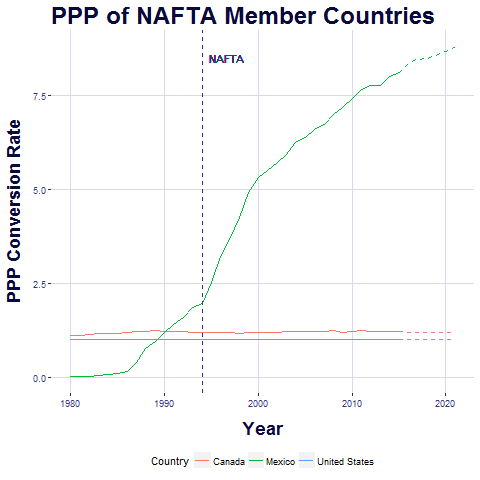 PPP of NAFTA Member Countries
NAFTA
PPP Conversion Rate
7.5
5.0
2.5
0.0
1980 1990 2000 2010 2020
Year
Country Canada Mexico United States